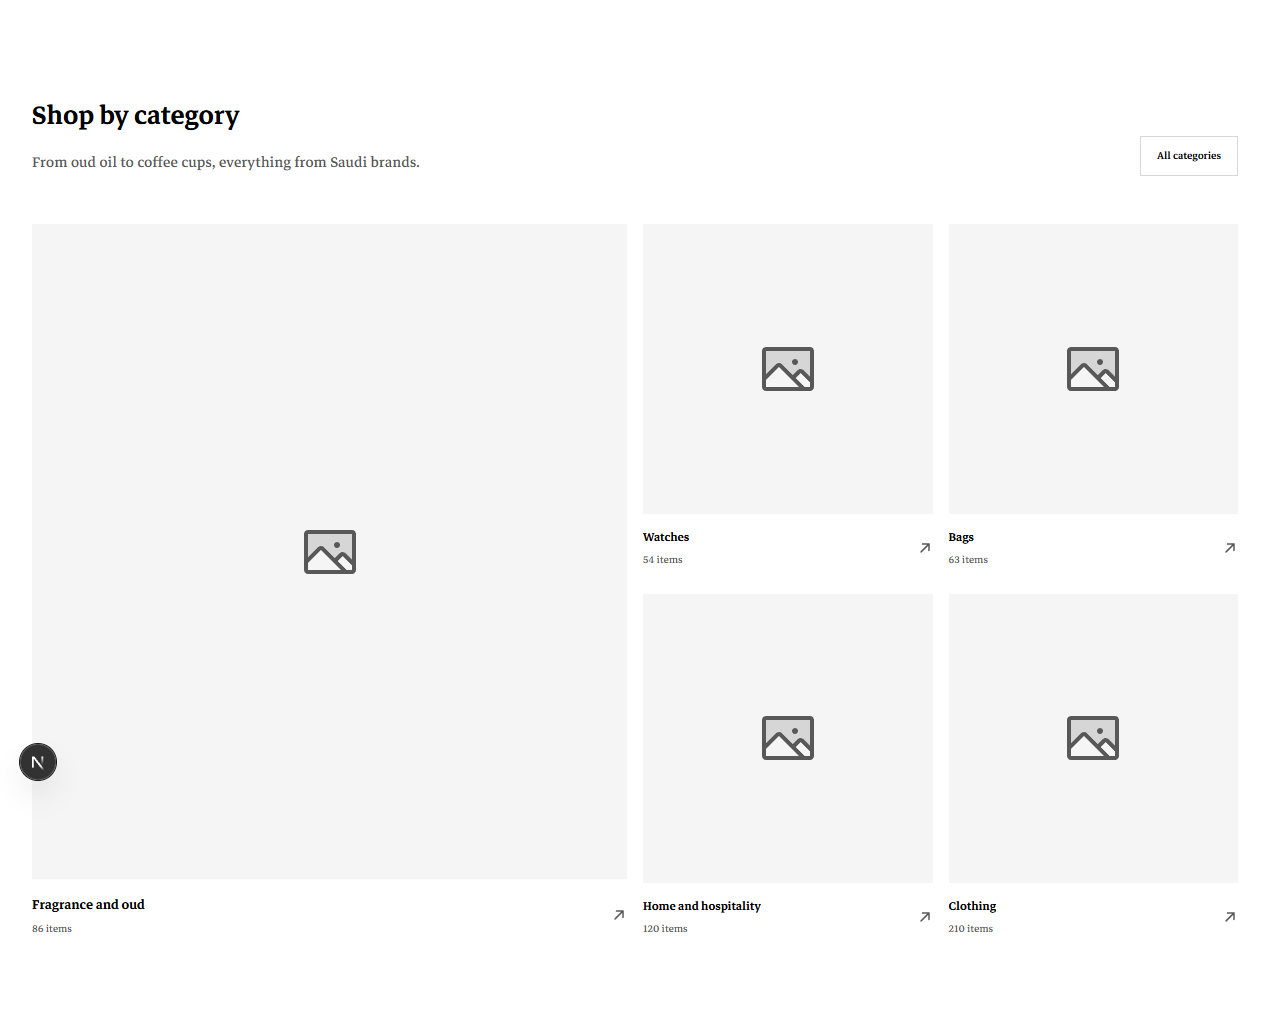 Shop by category
From oud oil to coffee cups, everything from Saudi brands.
All categories
Watches
54 items
Bags
63 items
N
Fragrance and oud
86 items
Home and hospitality
120 items
Clothing
210 items